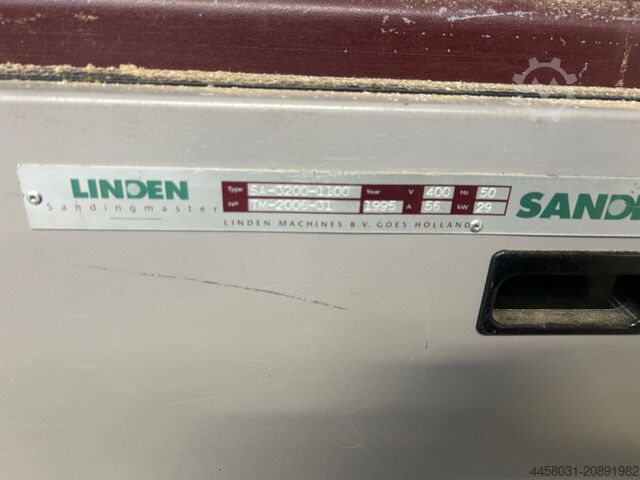 LINDEN
Sandingmaster
Type SA-3200-1100 Year V 400 Hz 50
No TM-2006-31 1995 A 56. kW 29
LINDEN MACHINES B.V. GOES HOLLAND
4458031-20891982